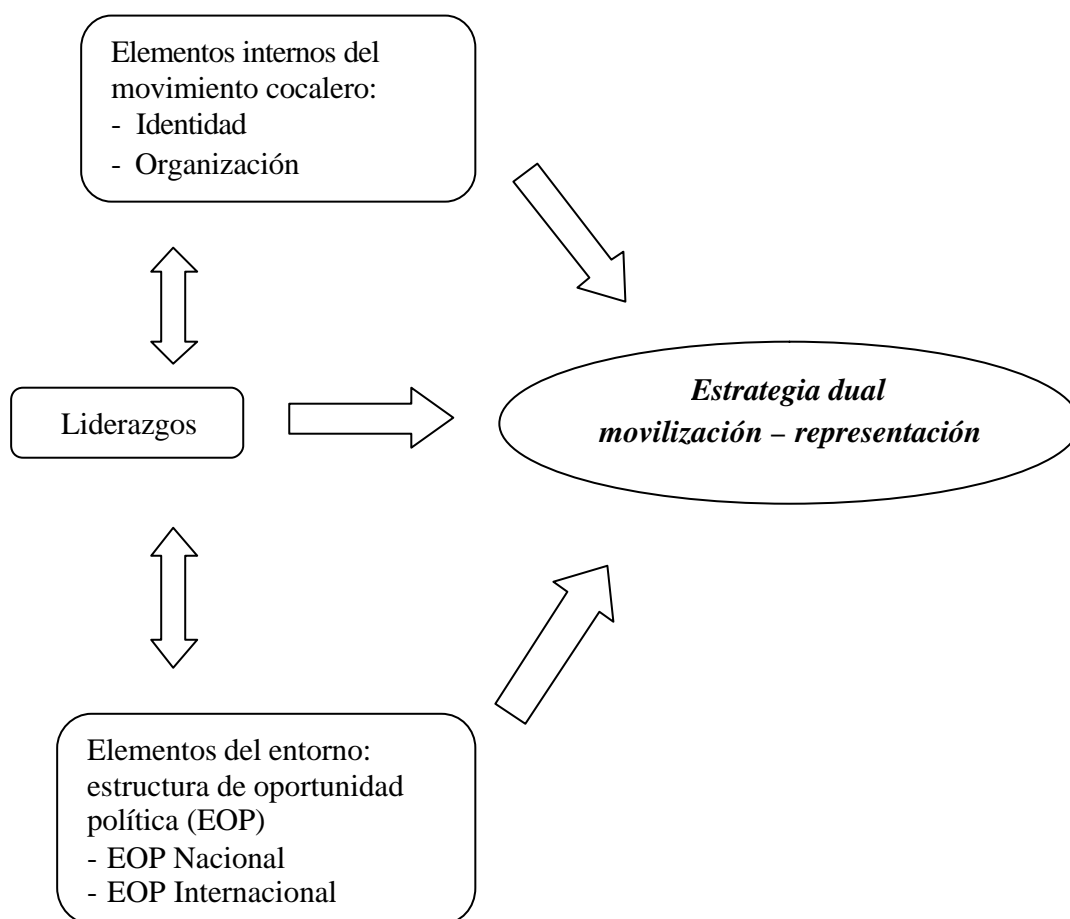 Elementos internos del
movimiento cocalero:
- Identidad
- Organización
Liderazgos
Estrategia dual
movilización – representación
Elementos del entorno:
estructura de oportunidad
política (EOP)
- EOP Nacional
- EOP Internacional